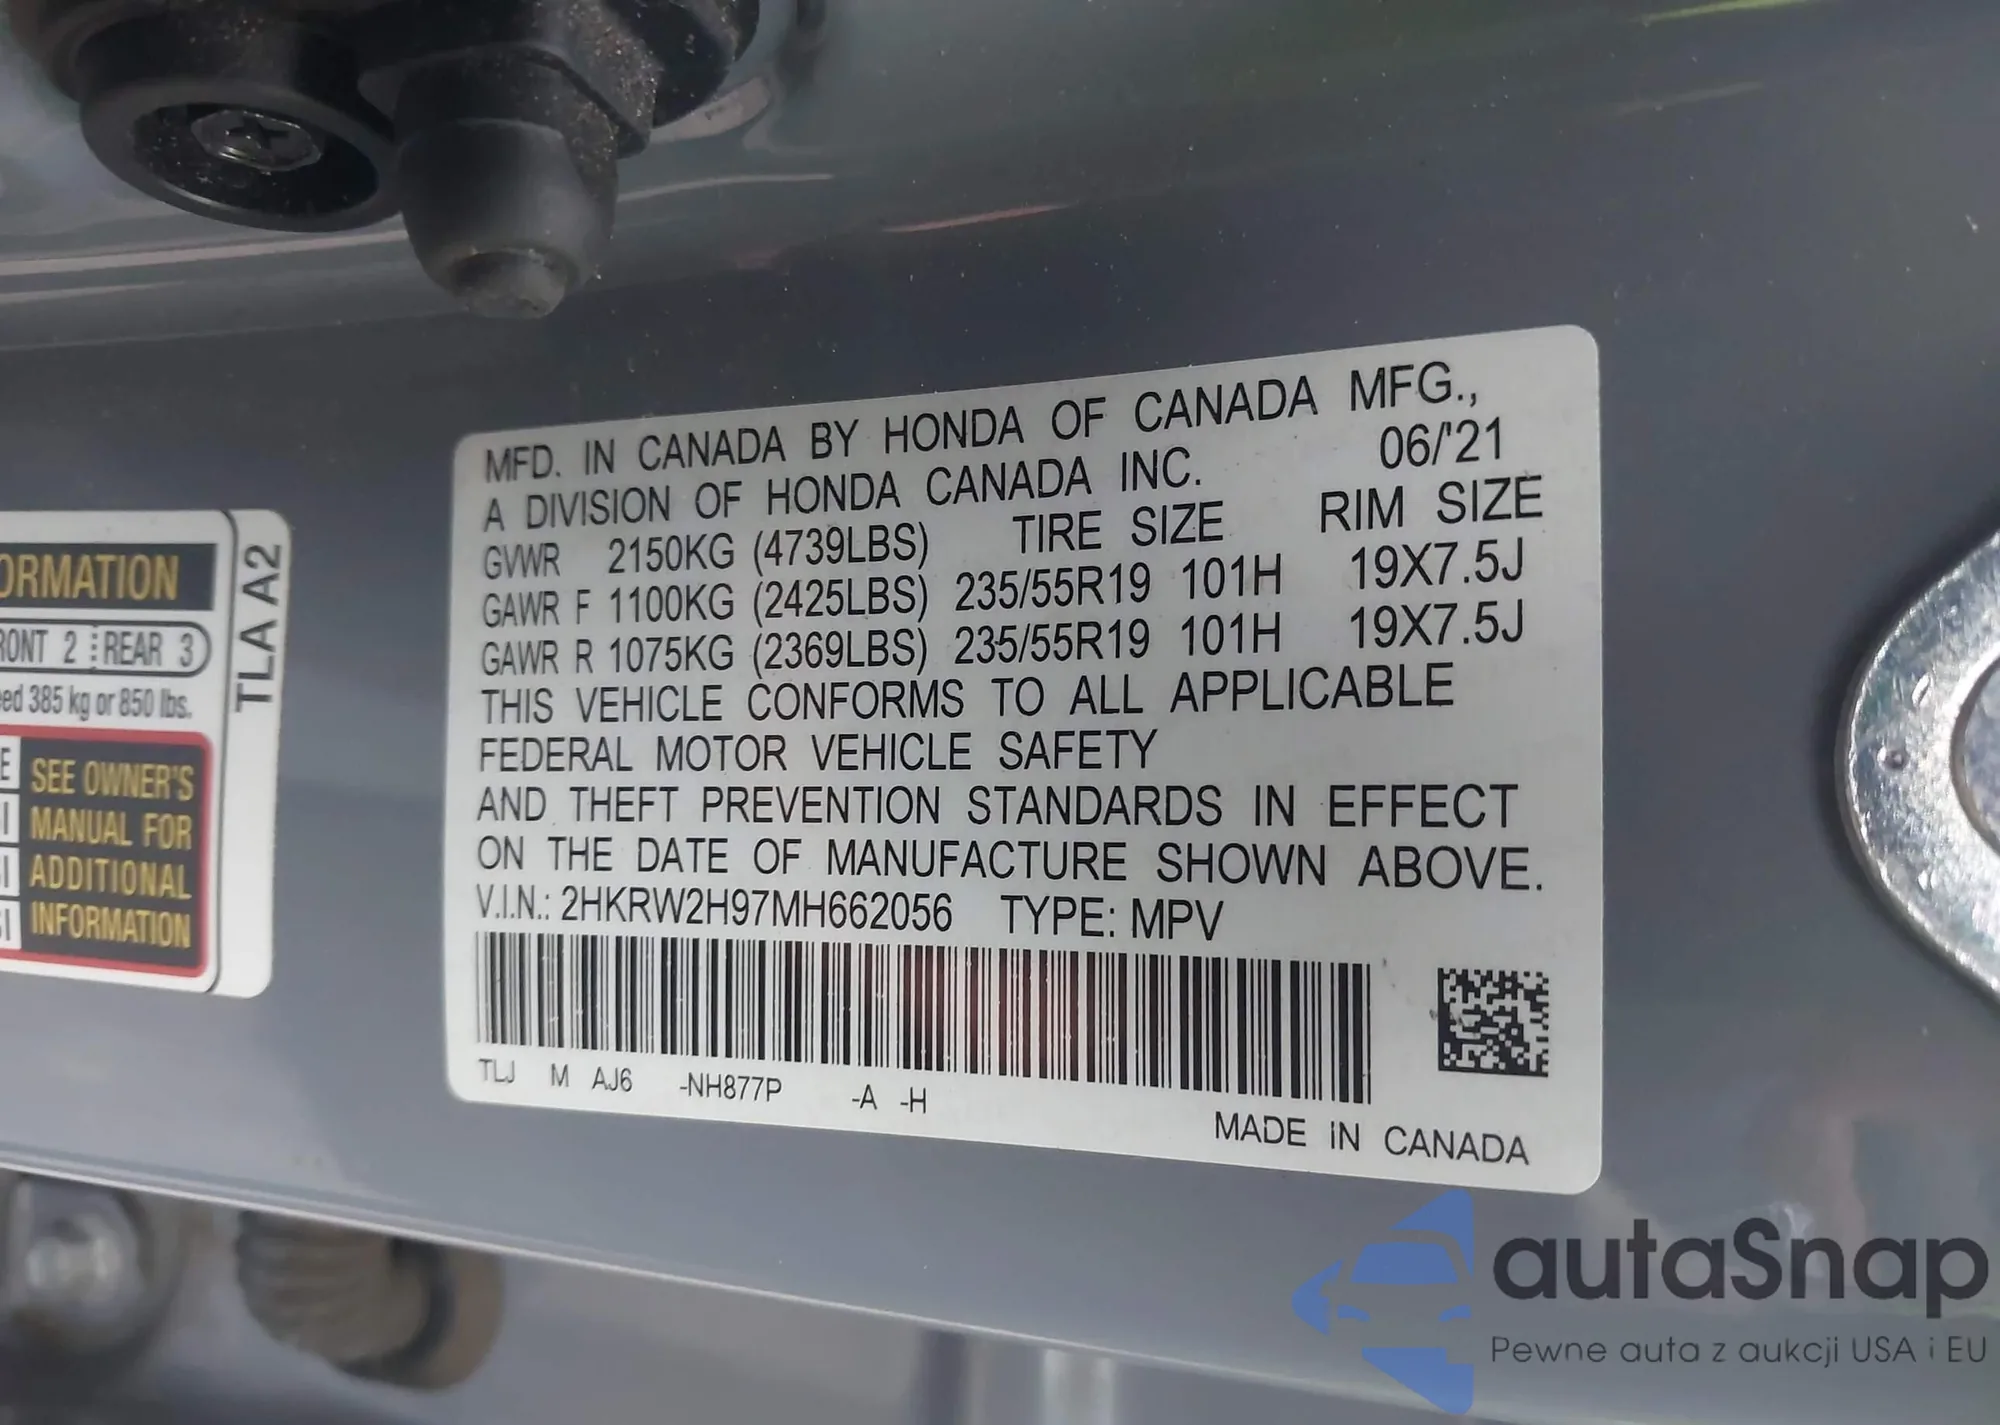 MFD. IN CANADA BY HONDA OF CANADA MFG.,
A DIVISION OF HONDA CANADA INC. 06/'21
GVWR 2150KG (4739LBS) TIRE SIZE RIM SIZE
GAWR F 1100KG (2425LBS) 235/55R19 101H 19X7.5J
GAWR R 1075KG (2369LBS) 235/55R19 101H 19X7.5J
THIS VEHICLE CONFORMS TO ALL APPLICABLE
FEDERAL MOTOR VEHICLE SAFETY
AND THEFT PREVENTION STANDARDS IN EFFECT
ON THE DATE OF MANUFACTURE SHOWN ABOVE.
V.I.N.: 2HKRW2H97MH662056 TYPE: MPV
TLJ M AJ6 -NH877P -A -H
MADE IN CANADA
ORMATION
RONT 2 REAR 3
eed 385 kg or 850 lbs.
SEE OWNER'S
MANUAL FOR
ADDITIONAL
INFORMATION
TLA A2
autaSnap
Pewne auta z aukcji USA i EU